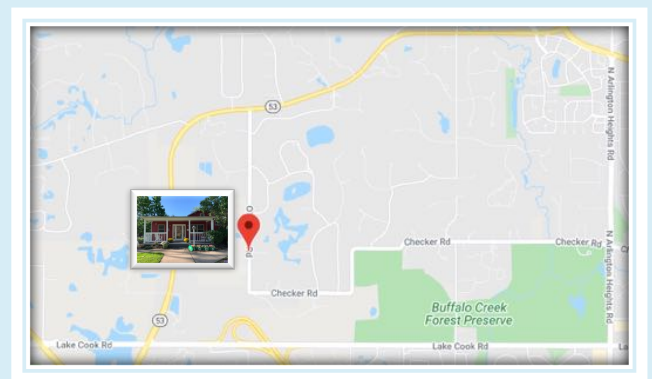 N Arlington Heights Rd
53
Checker Rd
Checker Rd
N Arlington Heights Rd
Checker Rd
Buffalo Creek
Forest Preserve
53
Lake Cook Rd
Lake Cook Rd
La